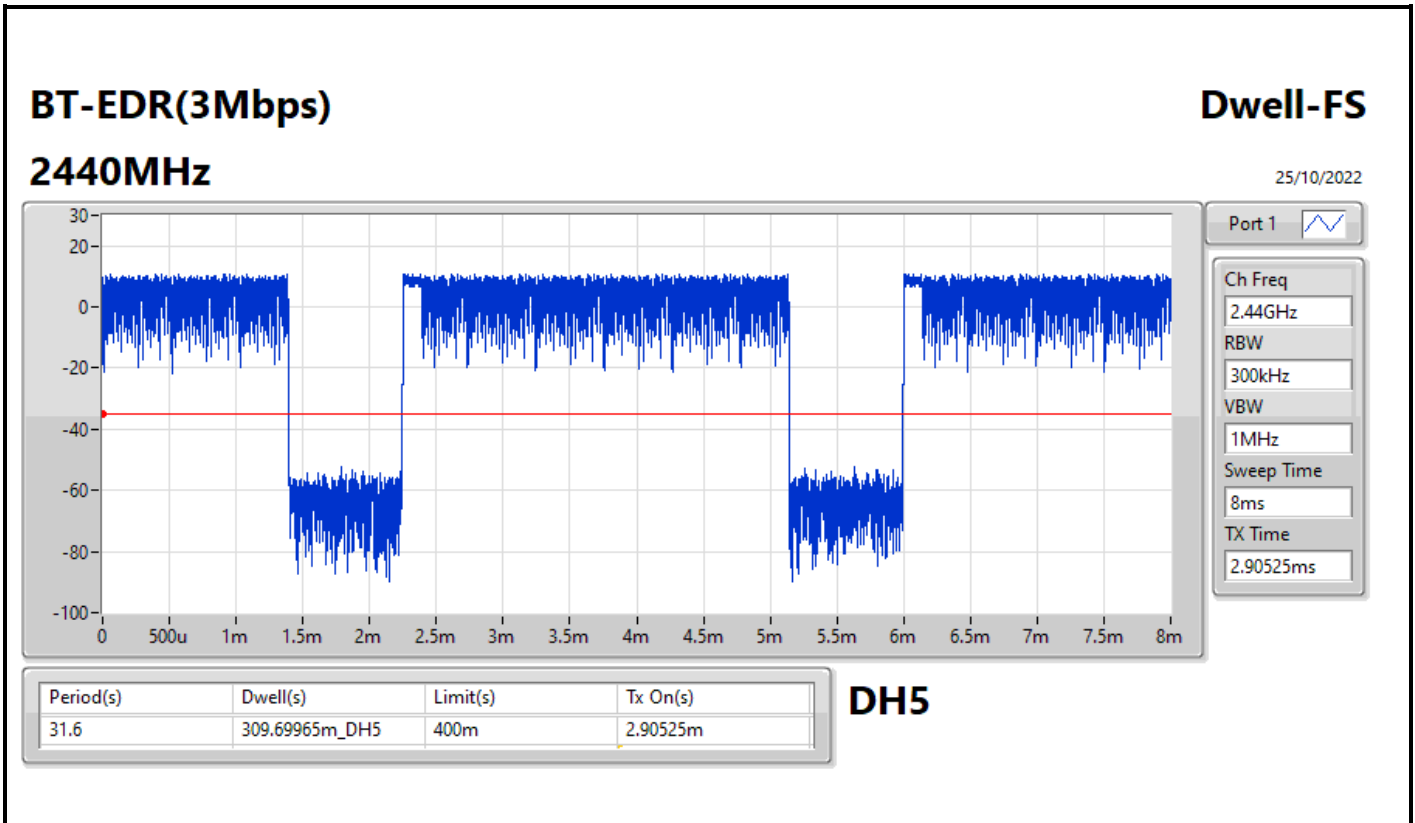 BT-EDR(3Mbps)
Dwell-FS
2440MHz
25/10/2022
30
20
0
-20
-40
-60
-80
-100
0 500u 1m 1.5m 2m 2.5m 3m 3.5m 4m 4.5m 5m 5.5m 6m 6.5m 7m 7.5m 8m
Port 1
Ch Freq
2.44GHz
RBW
300kHz
VBW
1MHz
Sweep Time
8ms
TX Time
2.90525ms
Period(s) Dwell(s) Limit(s) Tx On(s)
31.6 309.69965m_DH5 400m 2.90525m
DH5